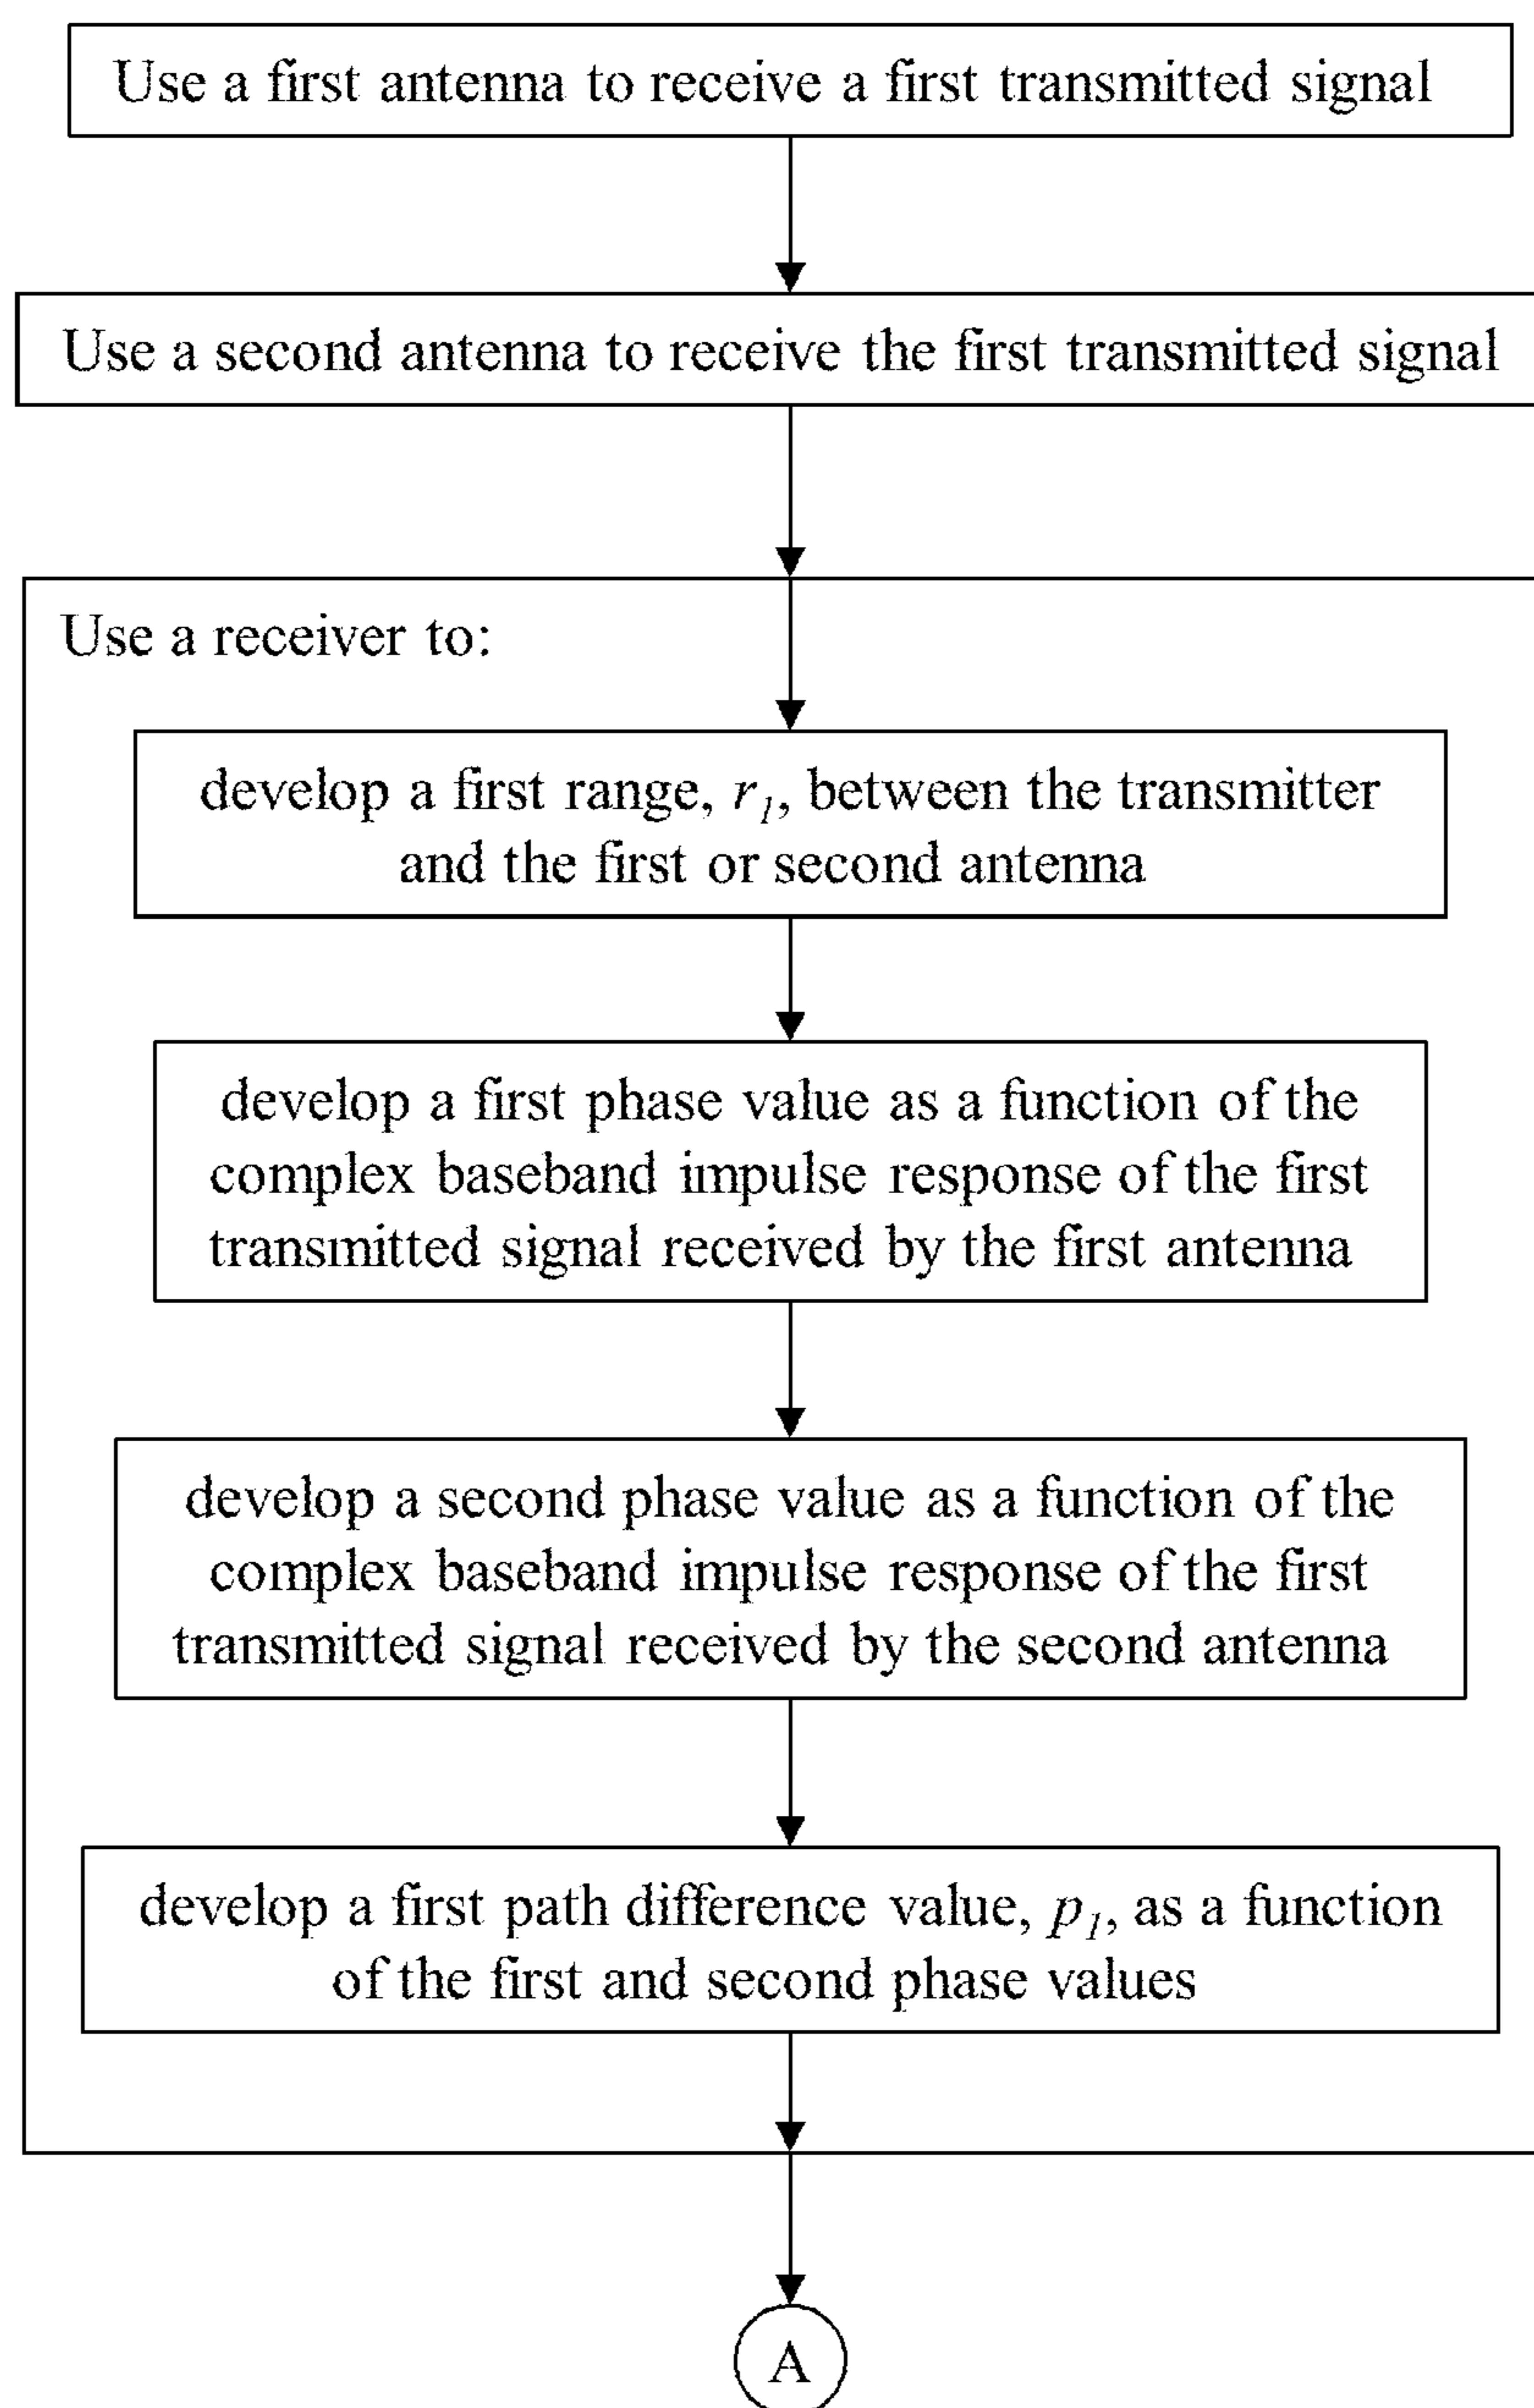 Use a first antenna to receive a first transmitted signal
Use a second antenna to receive the first transmitted signal
Use a receiver to:
develop a first range, r₁, between the transmitter
and the first or second antenna
develop a first phase value as a function of the
complex baseband impulse response of the first
transmitted signal received by the first antenna
develop a second phase value as a function of the
complex baseband impulse response of the first
transmitted signal received by the second antenna
develop a first path difference value, p₁, as a function
of the first and second phase values
A